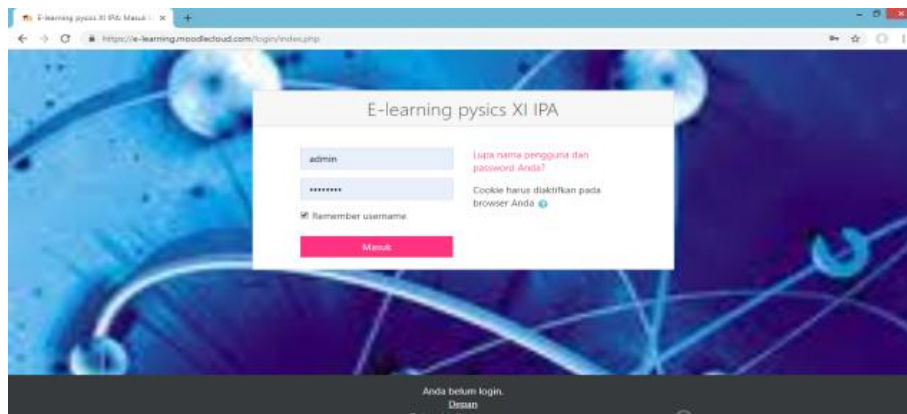 E-learning pysics XI IPA: Masuk
https://e-learning.moodlecloud.com/login/index.php
E-learning pysics XI IPA
admin
••••••••
Remember username
Masuk
Lupa nama pengguna dan
password Anda?
Cookie harus diaktifkan pada
browser Anda
Anda belum login.
Depan